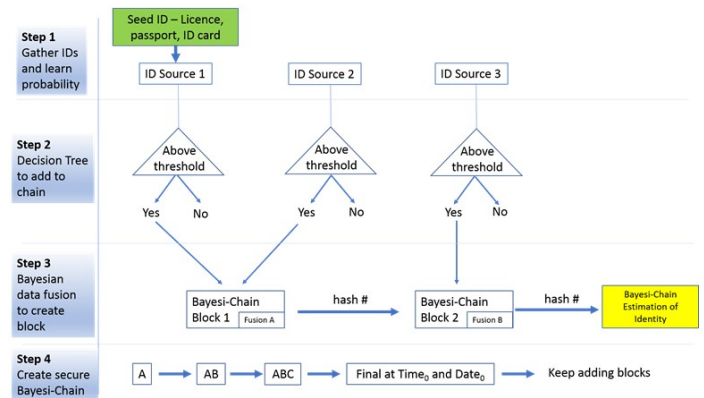 Step 1
Gather IDs
and learn
probability
Seed ID – Licence,
passport, ID card
ID Source 1
ID Source 2
ID Source 3
Step 2
Decision Tree
to add to
chain
Above
threshold
Above
threshold
Above
threshold
Yes
No
Yes
No
Yes
No
Step 3
Bayesian
data fusion
to create
block
Bayesi-Chain
Block 1
Fusion A
hash #
Bayesi-Chain
Block 2
Fusion B
hash #
Bayesi-Chain
Estimation of
Identity
Step 4
Create secure
Bayesi-Chain
A
AB
ABC
Final at Time₀ and Date₀
Keep adding blocks